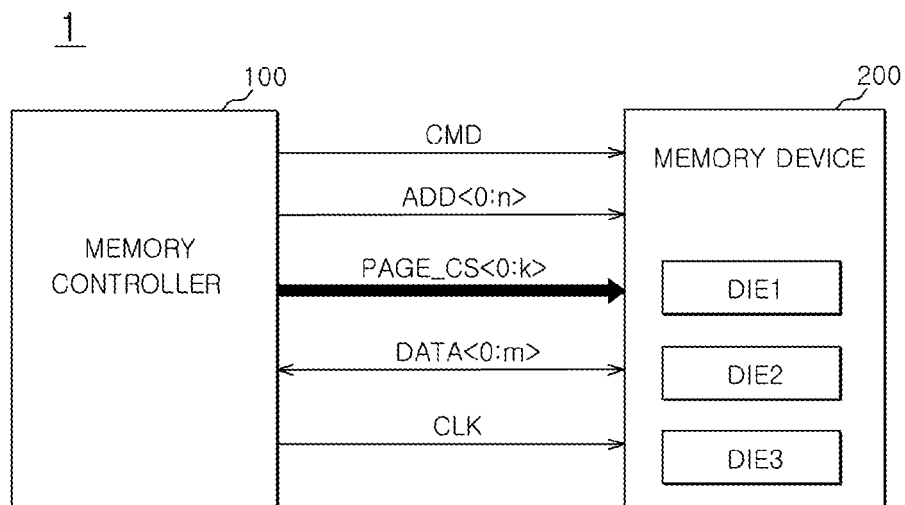 1
100
200
CMD
MEMORY DEVICE
ADD<0:n>
MEMORY
CONTROLLER
PAGE_CS<0:k>
DIE1
DATA<0:m>
DIE2
CLK
DIE3